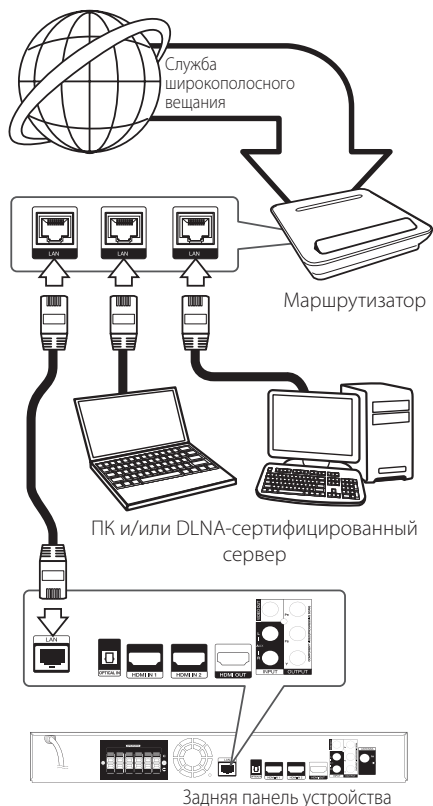 Служба
широкополосного
вещания
LAN
LAN
LAN
Маршрутизатор
ПК и/или DLNA-сертифицированный
сервер
LAN
OPTICAL IN
HDMI IN 1
HDMI IN 2
HDMI OUT
INPUT
OUTPUT
Задняя панель устройства